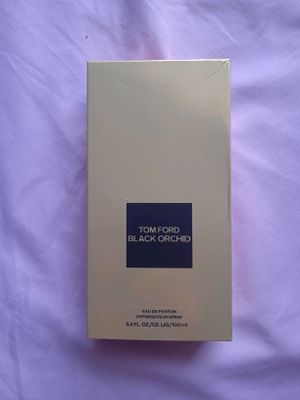 TOM FORD
BLACK ORCHID
EAU DE PARFUM
VAPORISATEUR SPRAY
3.4 FL.OZ./OZ. LIQ./100 ml